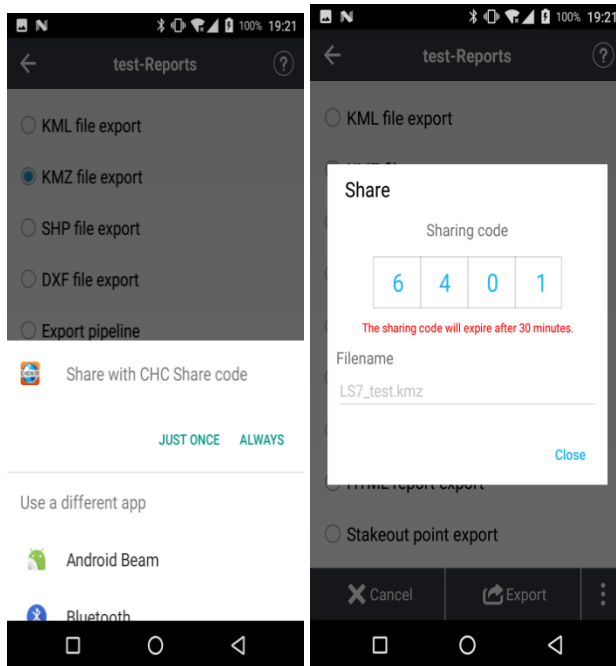 100% 19:21
test-Reports
KML file export
KMZ file export
SHP file export
DXF file export
Export pipeline
Share with CHC Share code
JUST ONCE ALWAYS
Use a different app
Android Beam
Bluetooth
100% 19:21
test-Reports
KML file export
Share
Sharing code
6 4 0 1
The sharing code will expire after 30 minutes.
Filename
LS7_test.kmz
Close
HTML report export
Stakeout point export
Cancel Export